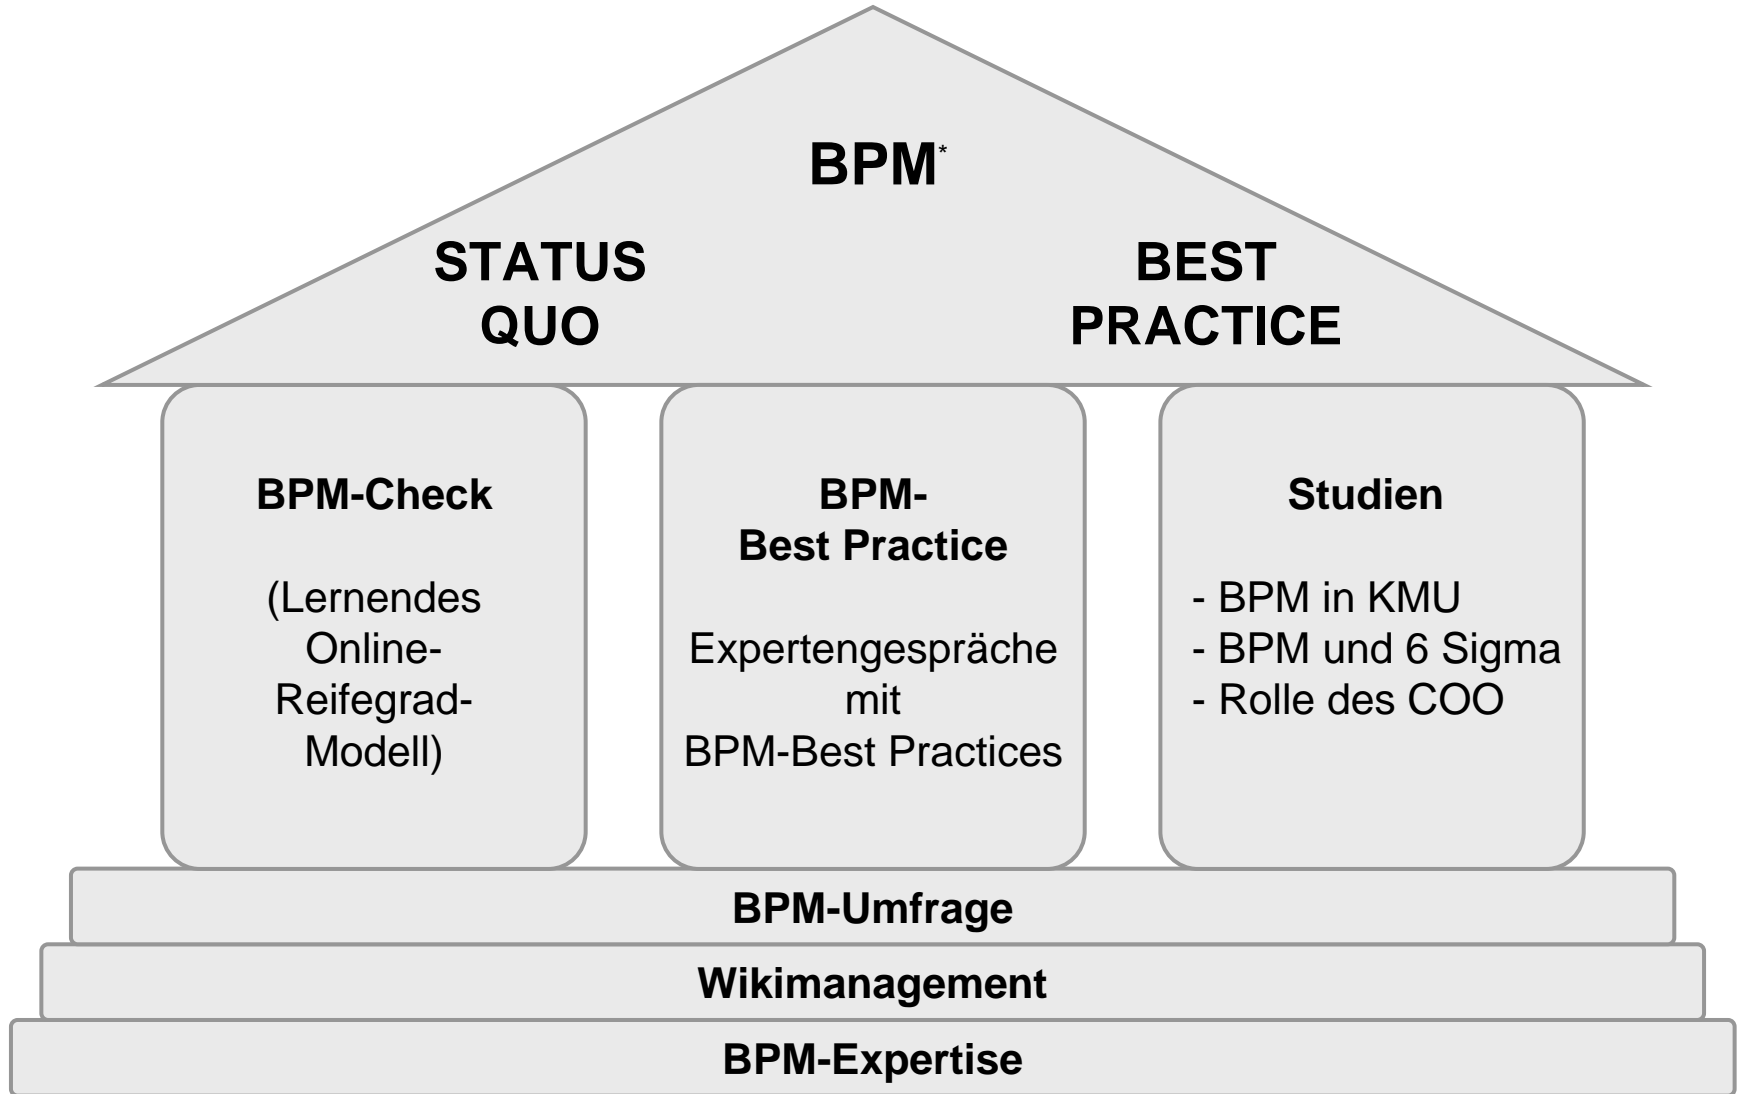 BPM*
STATUS
QUO
BEST
PRACTICE
BPM-Check
(Lernendes
Online-
Reifegrad-
Modell)
BPM-
Best Practice
Expertengespräche
mit
BPM-Best Practices
Studien
- BPM in KMU
- BPM und 6 Sigma
- Rolle des COO
BPM-Umfrage
Wikimanagement
BPM-Expertise